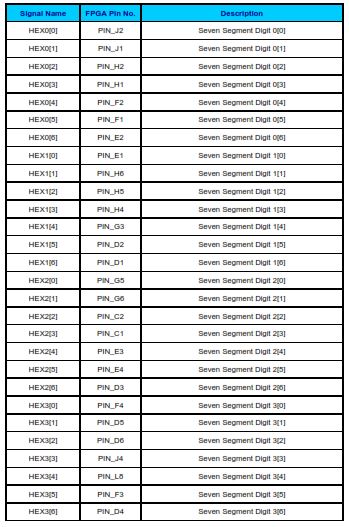 Signal Name FPGA Pin No. Description
HEX0[0] PIN_J2 Seven Segment Digit 0[0]
HEX0[1] PIN_J1 Seven Segment Digit 0[1]
HEX0[2] PIN_H2 Seven Segment Digit 0[2]
HEX0[3] PIN_H1 Seven Segment Digit 0[3]
HEX0[4] PIN_F2 Seven Segment Digit 0[4]
HEX0[5] PIN_F1 Seven Segment Digit 0[5]
HEX0[6] PIN_E2 Seven Segment Digit 0[6]
HEX1[0] PIN_E1 Seven Segment Digit 1[0]
HEX1[1] PIN_H6 Seven Segment Digit 1[1]
HEX1[2] PIN_H5 Seven Segment Digit 1[2]
HEX1[3] PIN_H4 Seven Segment Digit 1[3]
HEX1[4] PIN_G3 Seven Segment Digit 1[4]
HEX1[5] PIN_D2 Seven Segment Digit 1[5]
HEX1[6] PIN_D1 Seven Segment Digit 1[6]
HEX2[0] PIN_G5 Seven Segment Digit 2[0]
HEX2[1] PIN_G6 Seven Segment Digit 2[1]
HEX2[2] PIN_C2 Seven Segment Digit 2[2]
HEX2[3] PIN_C1 Seven Segment Digit 2[3]
HEX2[4] PIN_E3 Seven Segment Digit 2[4]
HEX2[5] PIN_E4 Seven Segment Digit 2[5]
HEX2[6] PIN_D3 Seven Segment Digit 2[6]
HEX3[0] PIN_F4 Seven Segment Digit 3[0]
HEX3[1] PIN_D5 Seven Segment Digit 3[1]
HEX3[2] PIN_D6 Seven Segment Digit 3[2]
HEX3[3] PIN_J4 Seven Segment Digit 3[3]
HEX3[4] PIN_L8 Seven Segment Digit 3[4]
HEX3[5] PIN_F3 Seven Segment Digit 3[5]
HEX3[6] PIN_D4 Seven Segment Digit 3[6]